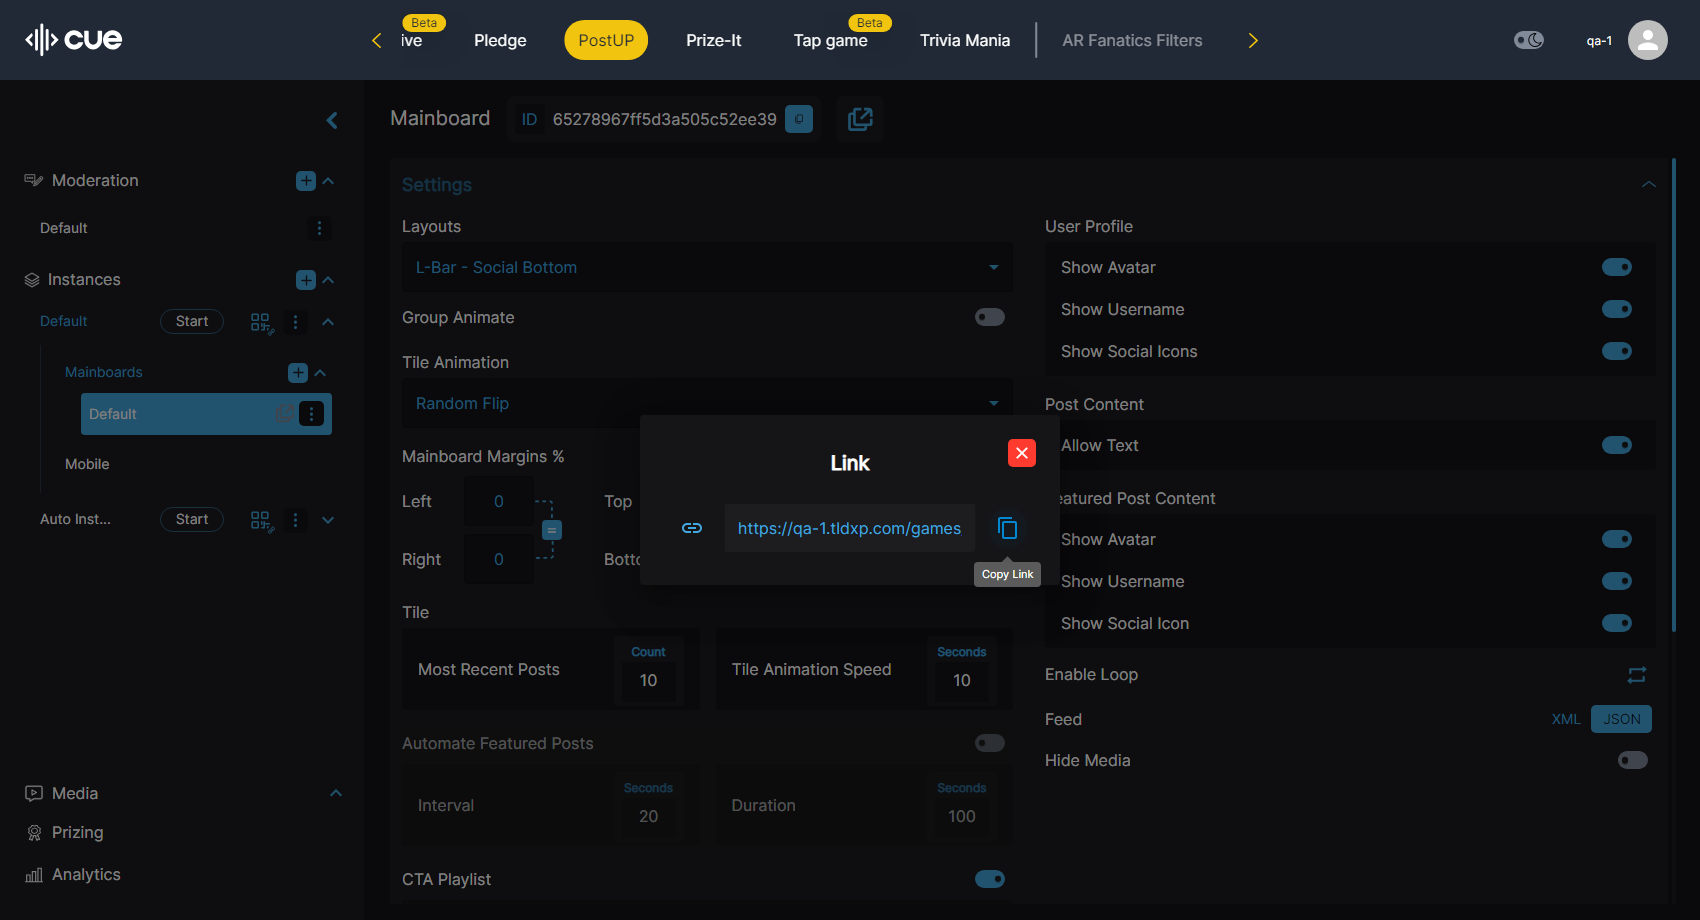 cue
Beta
ive
Pledge
PostUP
Prize-It
Beta
Tap game
Trivia Mania
AR Fanatics Filters
qa-1
Moderation
Default
Instances
Default
Start
Mainboards
Default
Mobile
Auto Inst...
Start
Media
Prizing
Analytics
Mainboard
ID
65278967ff5d3a505c52ee39
Settings
Layouts
L-Bar - Social Bottom
Group Animate
Tile Animation
Random Flip
Mainboard Margins %
Left
0
Top
=
Right
0
Botto
Tile
Most Recent Posts
Count
10
Tile Animation Speed
Seconds
10
Automate Featured Posts
Interval
Seconds
20
Duration
Seconds
100
CTA Playlist
User Profile
Show Avatar
Show Username
Show Social Icons
Post Content
Allow Text
eatured Post Content
Show Avatar
Show Username
Show Social Icon
Enable Loop
Feed
XML
JSON
Hide Media
Link
https://qa-1.tldxp.com/games
Copy Link